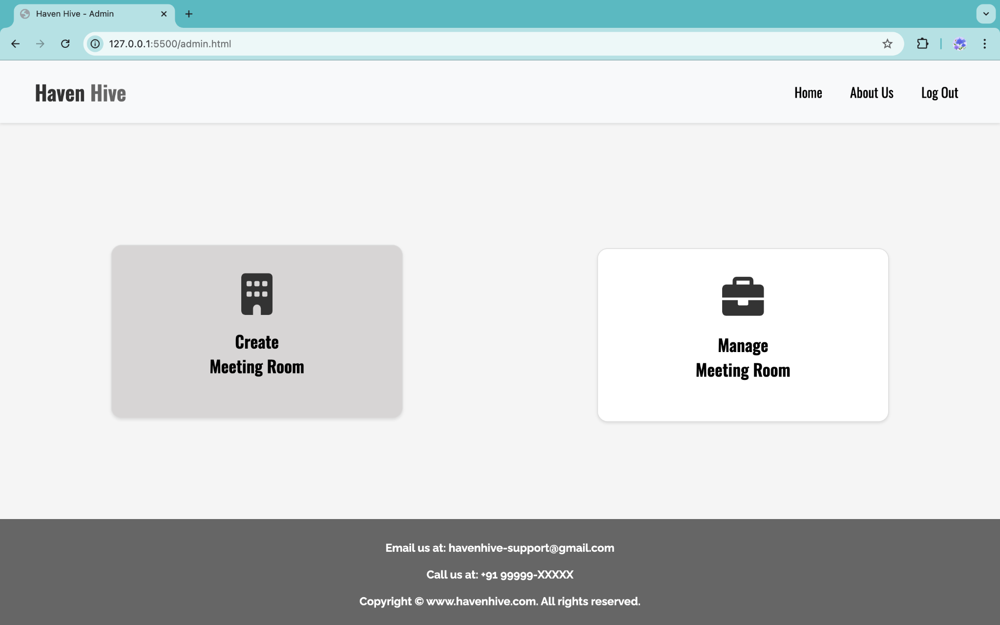 Haven Hive - Admin
127.0.0.1:5500/admin.html
Haven Hive
Home
About Us
Log Out
Create
Meeting Room
Manage
Meeting Room
Email us at: havenhive-support@gmail.com
Call us at: +91 99999-XXXXX
Copyright © www.havenhive.com. All rights reserved.